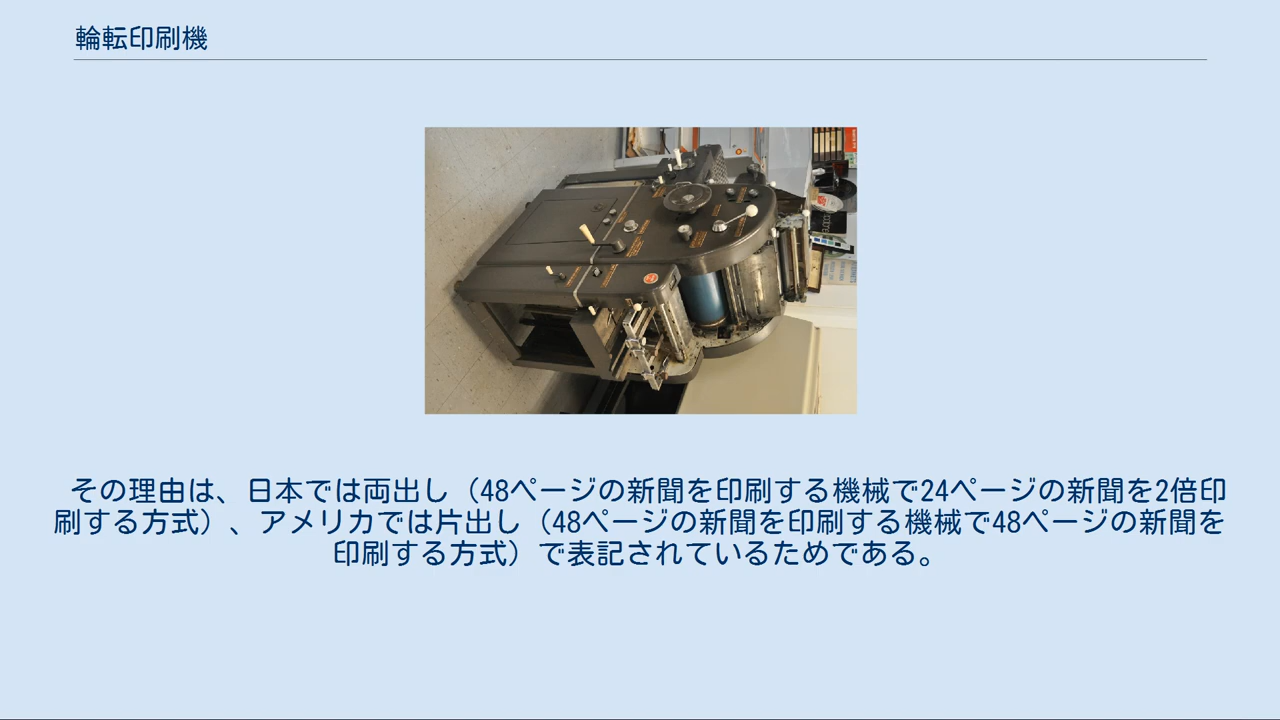 輪転印刷機
その理由は、日本では両出し（48ページの新聞を印刷する機械で24ページの新聞を2倍印
刷する方式）、アメリカでは片出し（48ページの新聞を印刷する機械で48ページの新聞を
印刷する方式）で表記されているためである。